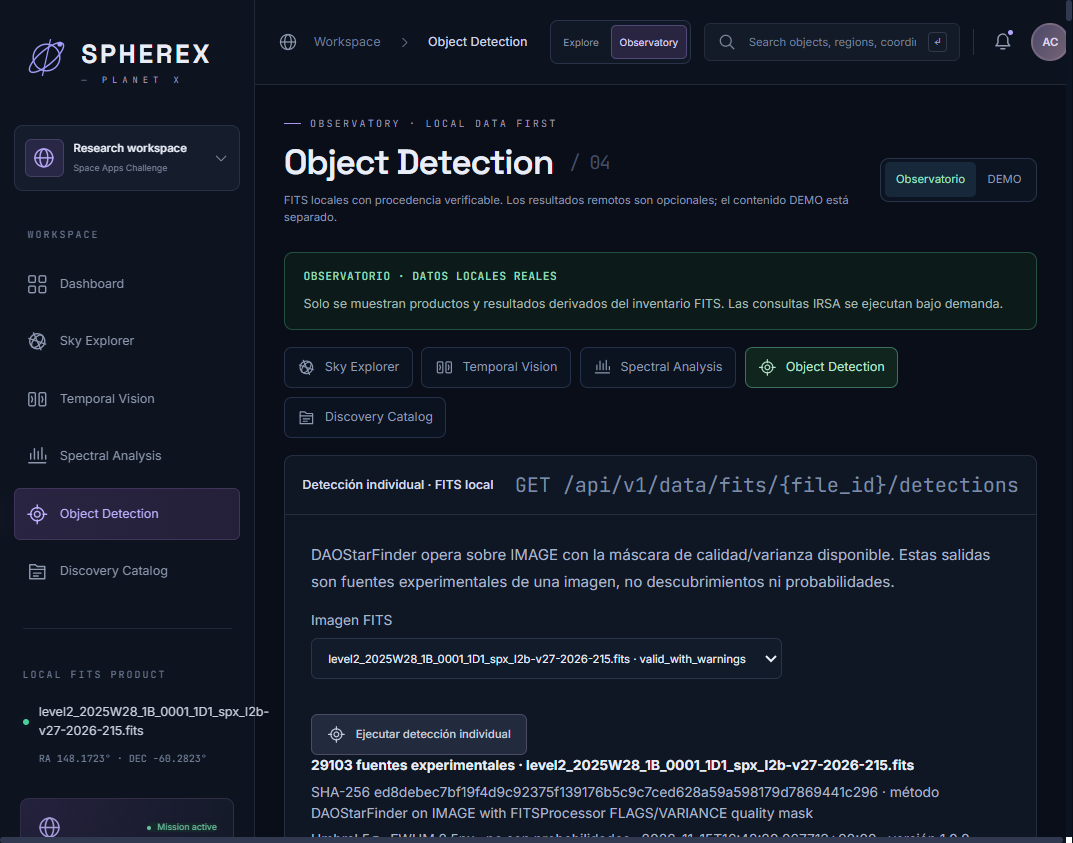 SPHEREX
— PLANET X
Research workspace
Space Apps Challenge
WORKSPACE
Dashboard
Sky Explorer
Temporal Vision
Spectral Analysis
Object Detection
Discovery Catalog
LOCAL FITS PRODUCT
level2_2025W28_1B_0001_1D1_spx_l2b-
v27-2026-215.fits
RA 148.1723° · DEC -60.2823°
Mission active
Workspace > Object Detection
Explore Observatory
Search objects, regions, coordi
AC
OBSERVATORY · LOCAL DATA FIRST
Object Detection / 04
FITS locales con procedencia verificable. Los resultados remotos son opcionales; el contenido DEMO está
separado.
Observatorio DEMO
OBSERVATORIO · DATOS LOCALES REALES
Solo se muestran productos y resultados derivados del inventario FITS. Las consultas IRSA se ejecutan bajo demanda.
Sky Explorer Temporal Vision Spectral Analysis Object Detection
Discovery Catalog
Detección individual · FITS local GET /api/v1/data/fits/{file_id}/detections
DAOStarFinder opera sobre IMAGE con la máscara de calidad/varianza disponible. Estas salidas
son fuentes experimentales de una imagen, no descubrimientos ni probabilidades.
Imagen FITS
level2_2025W28_1B_0001_1D1_spx_l2b-v27-2026-215.fits · valid_with_warnings
Ejecutar detección individual
29103 fuentes experimentales · level2_2025W28_1B_0001_1D1_spx_l2b-v27-2026-215.fits
SHA-256 ed8debec7bf19f4d9c92375f139176b5c9c7ced628a59a598179d7869441c296 · método
DAOStarFinder on IMAGE with FITSProcessor FLAGS/VARIANCE quality mask